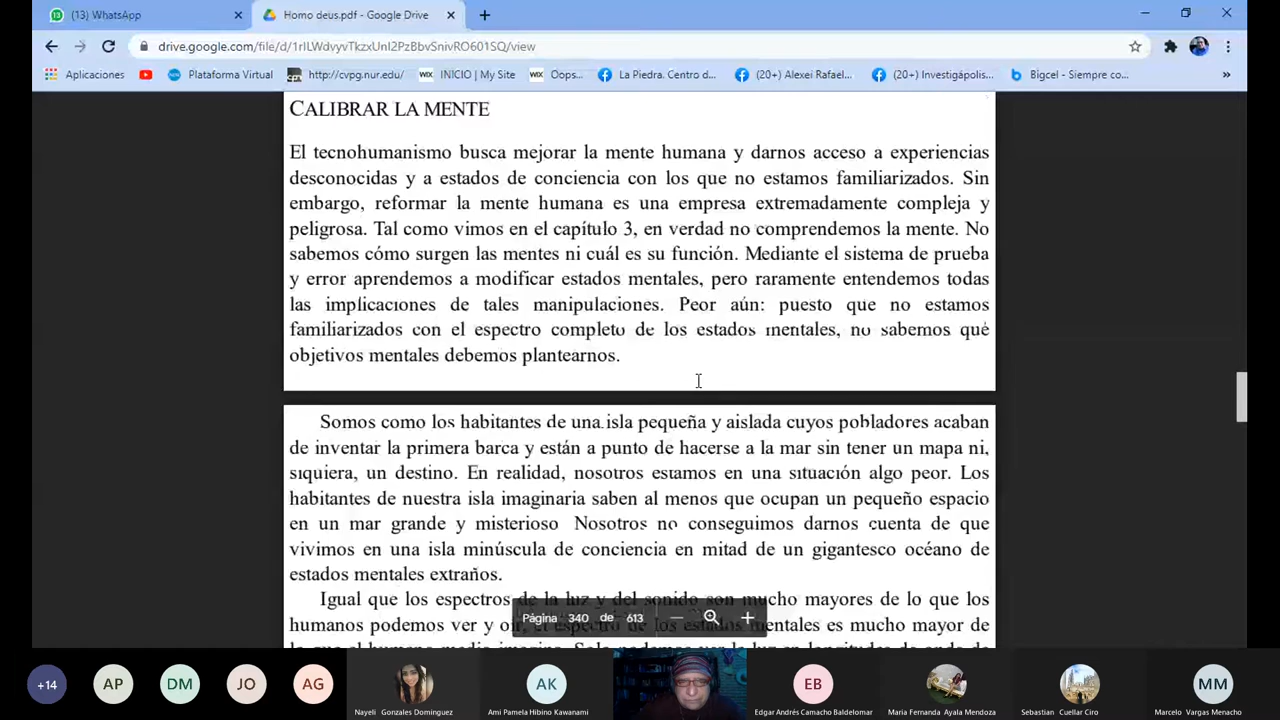 (13) WhatsApp
Homo deus.pdf - Google Drive
drive.google.com/file/d/1rILWdvyvTkzxUnI2PzBbvSnivRO601SQ/view
Aplicaciones
Plataforma Virtual
http://cvpg.nur.edu/
WIX
INICIO | My Site
WIX
Oops...
La Piedra. Centro d...
(20+) Alexei Rafael...
(20+) Investigápolis...
Bigcel - Siempre co...
»
CALIBRAR LA MENTE
El tecnohumanismo busca mejorar la mente humana y darnos acceso a experiencias
desconocidas y a estados de conciencia con los que no estamos familiarizados. Sin
embargo, reformar la mente humana es una empresa extremadamente compleja y
peligrosa. Tal como vimos en el capítulo 3, en verdad no comprendemos la mente. No
sabemos cómo surgen las mentes ni cuál es su función. Mediante el sistema de prueba
y error aprendemos a modificar estados mentales, pero raramente entendemos todas
las implicaciones de tales manipulaciones. Peor aún: puesto que no estamos
familiarizados con el espectro completo de los estados mentales, no sabemos qué
objetivos mentales debemos plantearnos.
Somos como los habitantes de una isla pequeña y aislada cuyos pobladores acaban
de inventar la primera barca y están a punto de hacerse a la mar sin tener un mapa ni,
siquiera, un destino. En realidad, nosotros estamos en una situación algo peor. Los
habitantes de nuestra isla imaginaria saben al menos que ocupan un pequeño espacio
en un mar grande y misterioso Nosotros no conseguimos darnos cuenta de que
vivimos en una isla minúscula de conciencia en mitad de un gigantesco océano de
estados mentales extraños.
Igual que los espectros de la luz y del sonido son mucho mayores de lo que los
humanos podemos ver y oír, el espectro de los estados mentales es mucho mayor de
Página 340 de 613
+14
AP
DM
JO
AG
AK
EB
MM
Nayeli Gonzales Dominguez
Ami Pamela Hibino Kawanami
Edgar Andrés Camacho Baldelomar
Maria Fernanda Ayala Mendoza
Sebastian Cuellar Ciro
Marcelo Vargas Menacho